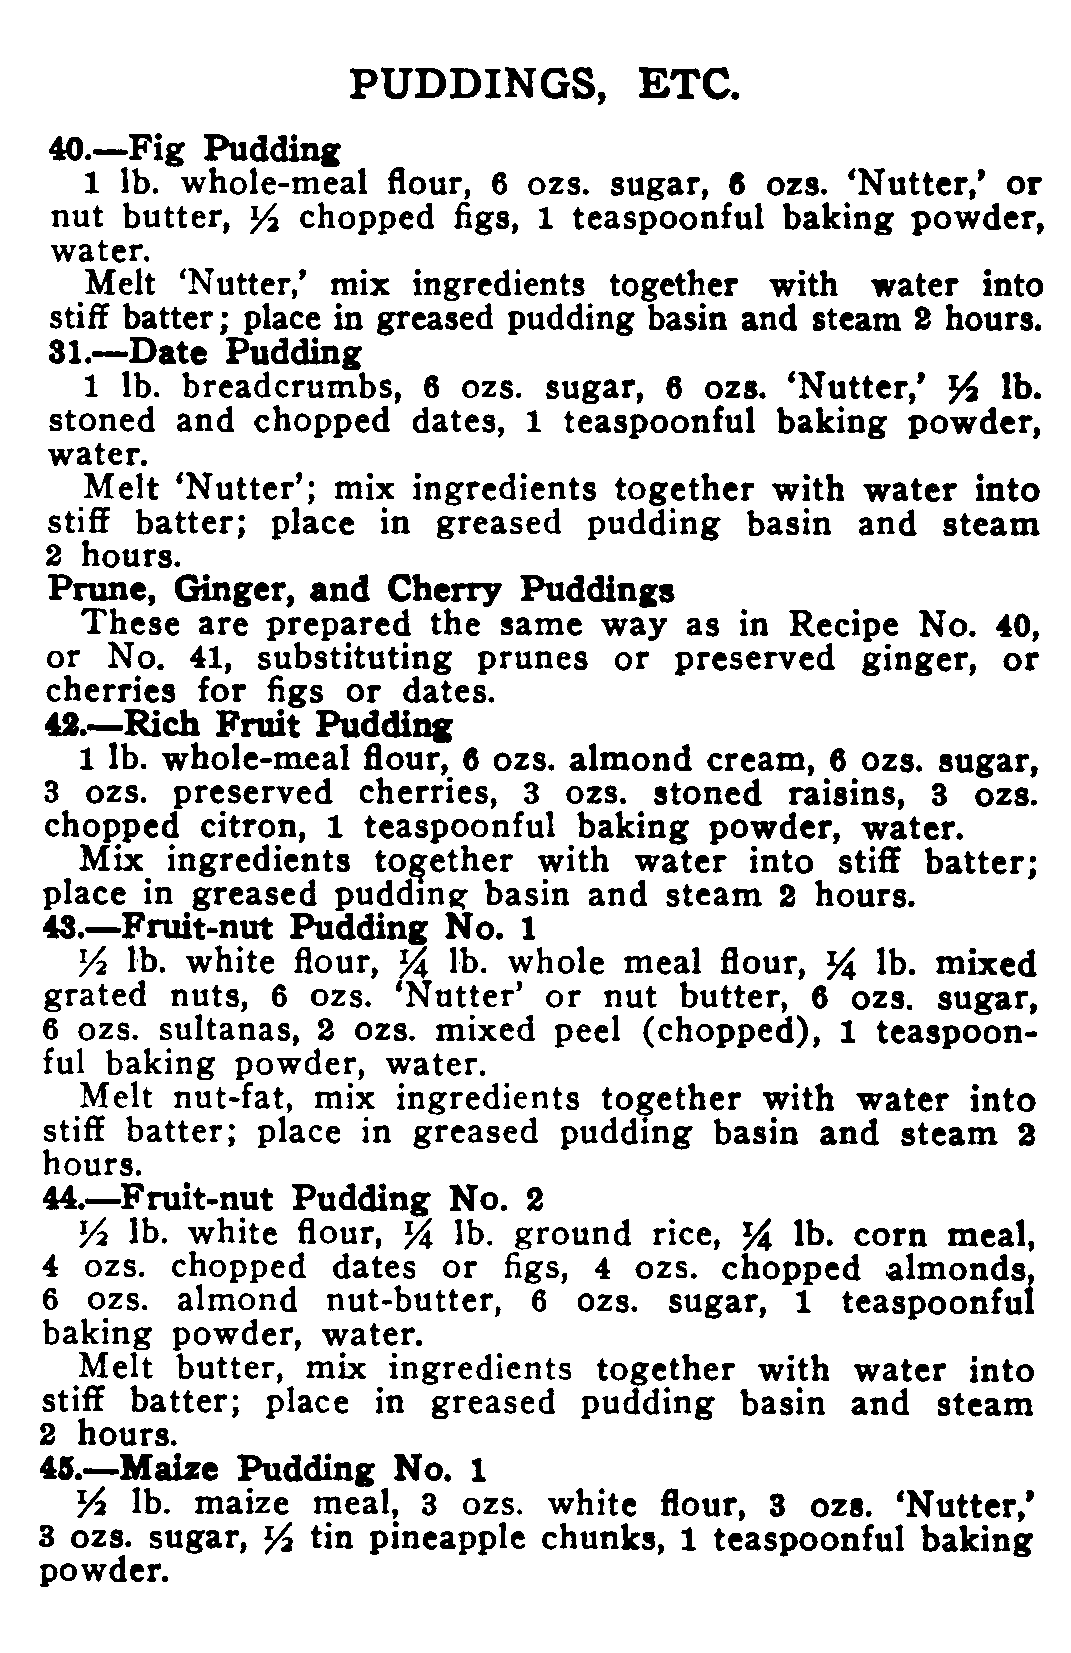 PUDDINGS, ETC.
40.—Fig Pudding
1 lb. whole-meal flour, 6 ozs. sugar, 6 ozs. ‘Nutter,’ or
nut butter, ½ chopped figs, 1 teaspoonful baking powder,
water.
Melt ‘Nutter,’ mix ingredients together with water into
stiff batter; place in greased pudding basin and steam 2 hours.
31.—Date Pudding
1 lb. breadcrumbs, 6 ozs. sugar, 6 ozs. ‘Nutter,’ ½ lb.
stoned and chopped dates, 1 teaspoonful baking powder,
water.
Melt ‘Nutter’; mix ingredients together with water into
stiff batter; place in greased pudding basin and steam
2 hours.
Prune, Ginger, and Cherry Puddings
These are prepared the same way as in Recipe No. 40,
or No. 41, substituting prunes or preserved ginger, or
cherries for figs or dates.
42.—Rich Fruit Pudding
1 lb. whole-meal flour, 6 ozs. almond cream, 6 ozs. sugar,
3 ozs. preserved cherries, 3 ozs. stoned raisins, 3 ozs.
chopped citron, 1 teaspoonful baking powder, water.
Mix ingredients together with water into stiff batter;
place in greased pudding basin and steam 2 hours.
43.—Fruit-nut Pudding No. 1
½ lb. white flour, ¼ lb. whole meal flour, ¼ lb. mixed
grated nuts, 6 ozs. ‘Nutter’ or nut butter, 6 ozs. sugar,
6 ozs. sultanas, 2 ozs. mixed peel (chopped), 1 teaspoon-
ful baking powder, water.
Melt nut-fat, mix ingredients together with water into
stiff batter; place in greased pudding basin and steam 2
hours.
44.—Fruit-nut Pudding No. 2
½ lb. white flour, ¼ lb. ground rice, ¼ lb. corn meal,
4 ozs. chopped dates or figs, 4 ozs. chopped almonds,
6 ozs. almond nut-butter, 6 ozs. sugar, 1 teaspoonful
baking powder, water.
Melt butter, mix ingredients together with water into
stiff batter; place in greased pudding basin and steam
2 hours.
45.—Maize Pudding No. 1
½ lb. maize meal, 3 ozs. white flour, 3 ozs. ‘Nutter,’
3 ozs. sugar, ½ tin pineapple chunks, 1 teaspoonful baking
powder.